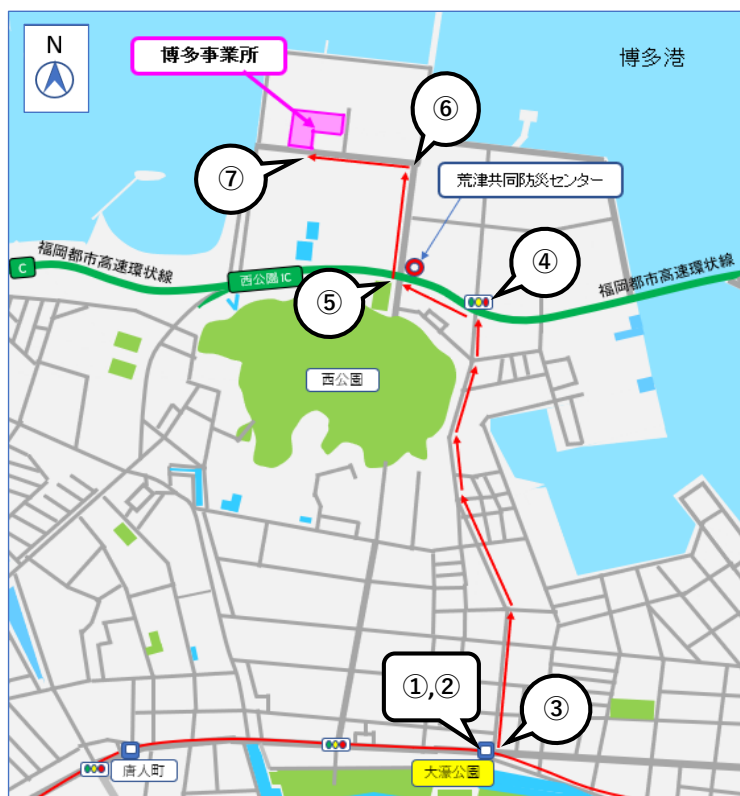 N
博多事業所
博多港
⑥
⑦
荒津共同防災センター
④
福岡都市高速環状線
C
西公園 IC
福岡都市高速環状線
⑤
西公園
①,②
③
唐人町
大濠公園